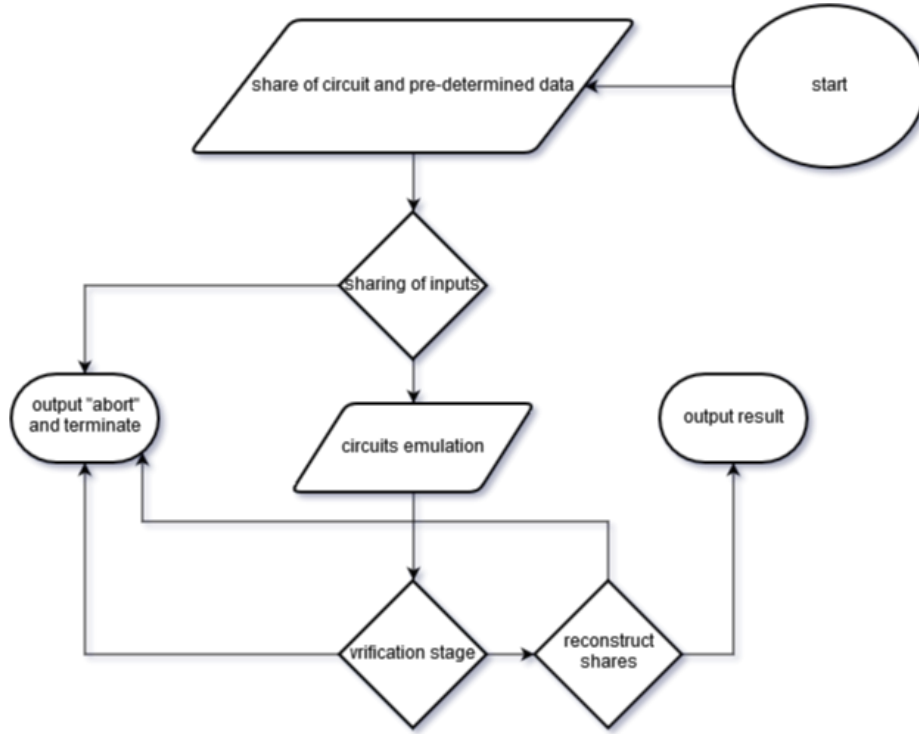 share of circuit and pre-determined data
start
sharing of inputs
output "abort"
and terminate
circuits emulation
output result
vrification stage
reconstruct
shares